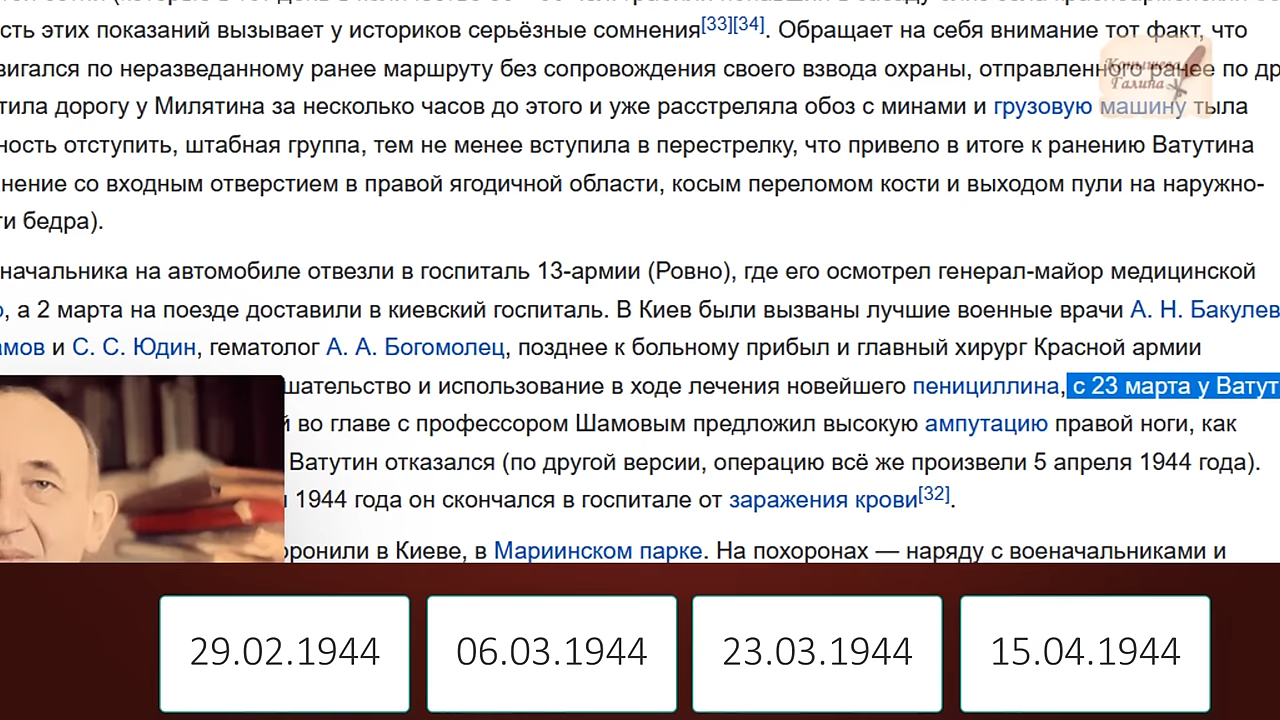 сть этих показаний вызывает у историков серьёзные сомнения[33][34]. Обращает на себя внимание тот факт, что
вигался по неразведанному ранее маршруту без сопровождения своего взвода охраны, отправленного ранее по др
тила дорогу у Милятина за несколько часов до этого и уже расстреляла обоз с минами и грузовую машину тыла
ность отступить, штабная группа, тем не менее вступила в перестрелку, что привело в итоге к ранению Ватутина
нение со входным отверстием в правой ягодичной области, косым переломом кости и выходом пули на наружно-
ти бедра).
начальника на автомобиле отвезли в госпиталь 13-армии (Ровно), где его осмотрел генерал-майор медицинской
о, а 2 марта на поезде доставили в киевский госпиталь. В Киев были вызваны лучшие военные врачи А. Н. Бакулев
амов и С. С. Юдин, гематолог А. А. Богомолец, позднее к больному прибыл и главный хирург Красной армии
шательство и использование в ходе лечения новейшего пенициллина, с 23 марта у Ватут
й во главе с профессором Шамовым предложил высокую ампутацию правой ноги, как
Ватутин отказался (по другой версии, операцию всё же произвели 5 апреля 1944 года).
1944 года он скончался в госпитале от заражения крови[32].
оронили в Киеве, в Мариинском парке. На похоронах — наряду с военачальниками и
Конышева
Галина
29.02.1944
06.03.1944
23.03.1944
15.04.1944